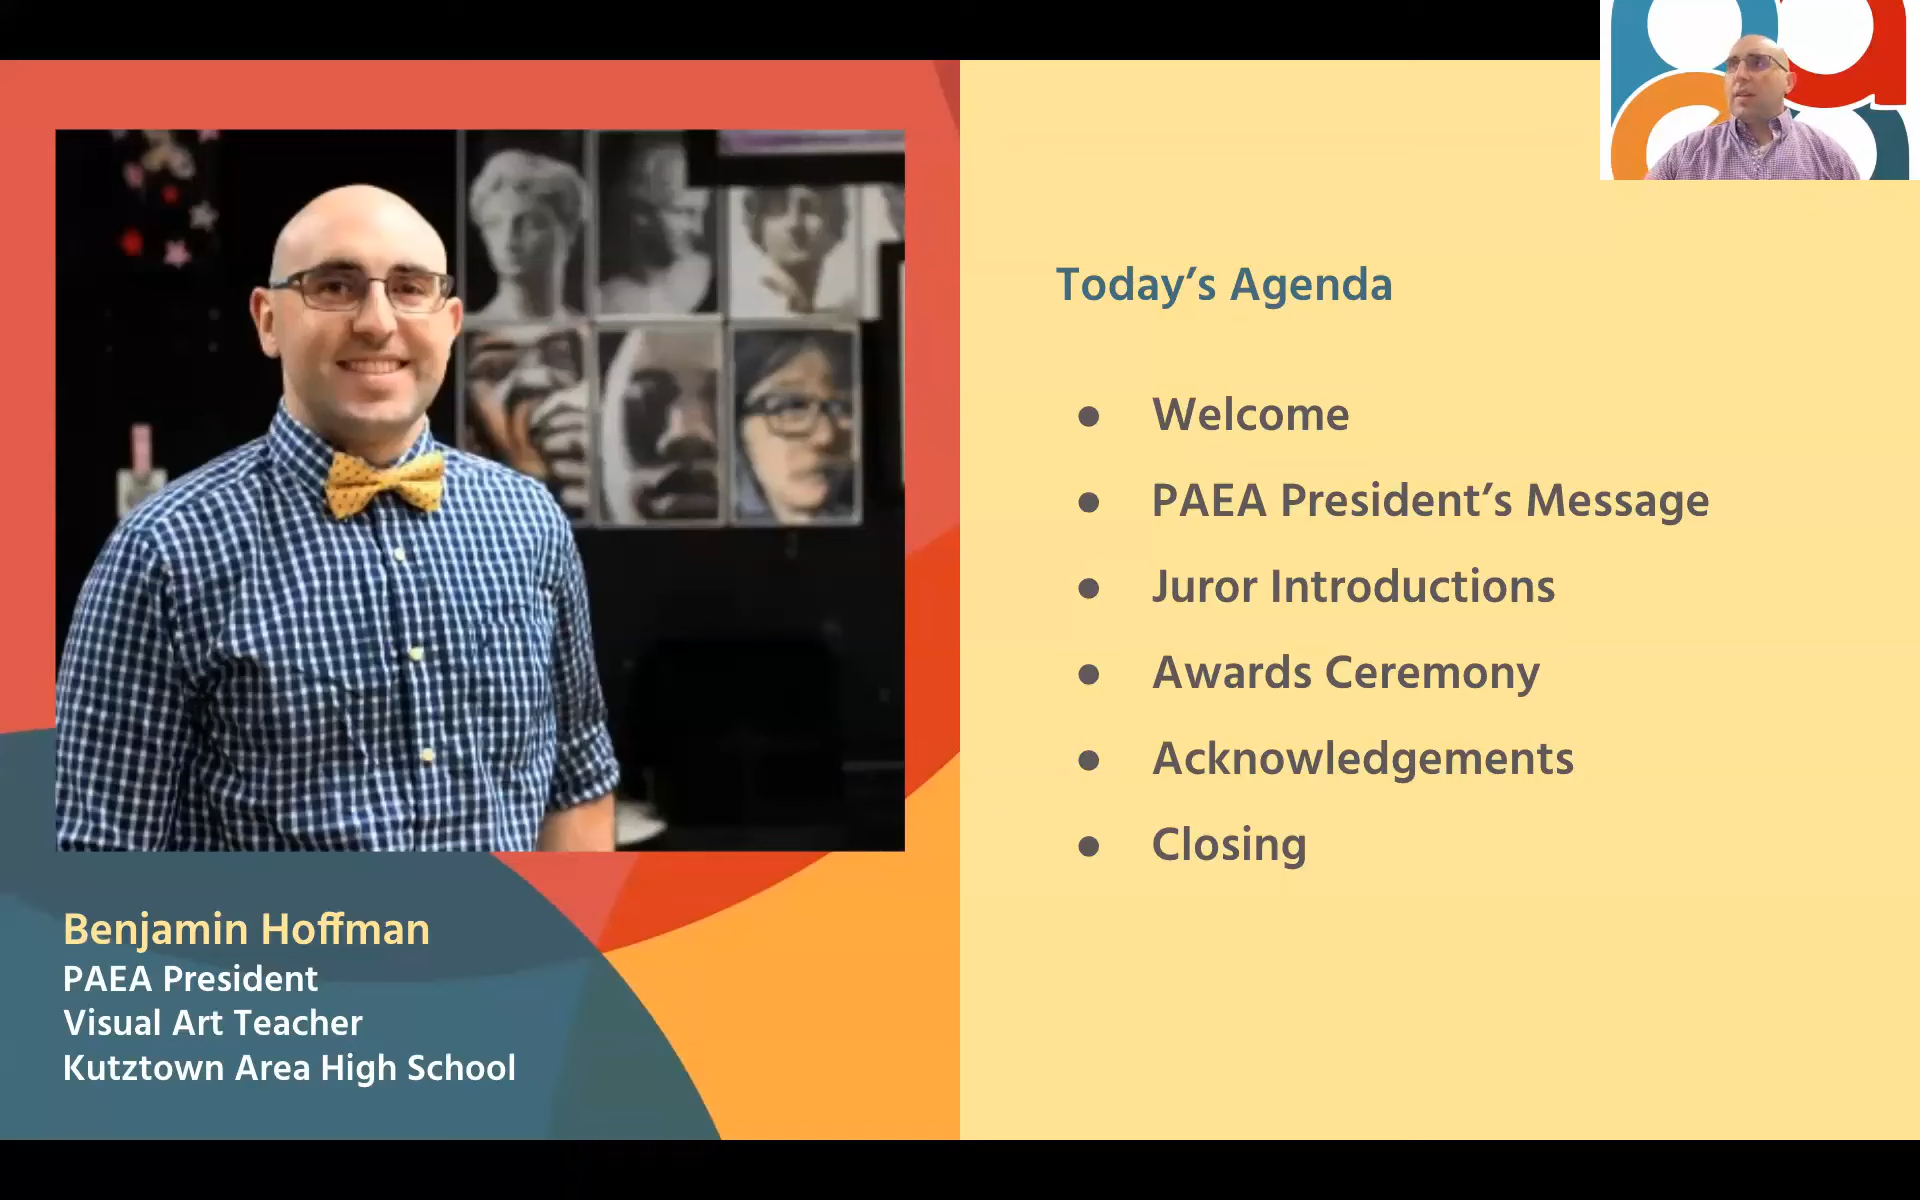 Benjamin Hoffman
PAEA President
Visual Art Teacher
Kutztown Area High School
Today's Agenda
● Welcome
● PAEA President's Message
● Juror Introductions
● Awards Ceremony
● Acknowledgements
● Closing